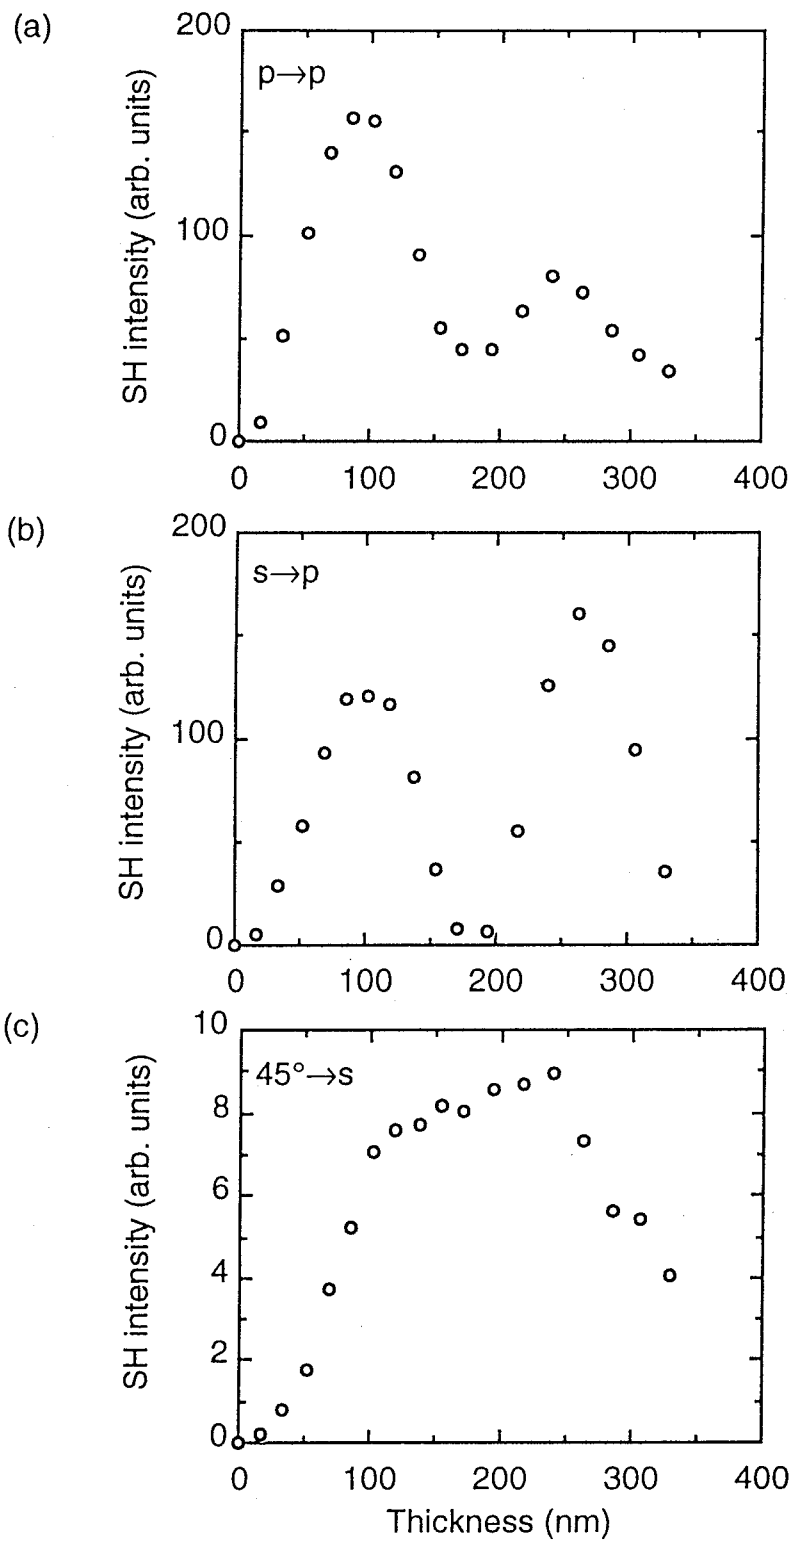 (a)
200
p→p
100
0
SH intensity (arb. units)
0 100 200 300 400
(b)
200
s→p
100
0
SH intensity (arb. units)
0 100 200 300 400
(c)
10
45°→s
8
6
4
2
0
SH intensity (arb. units)
0 100 200 300 400
Thickness (nm)